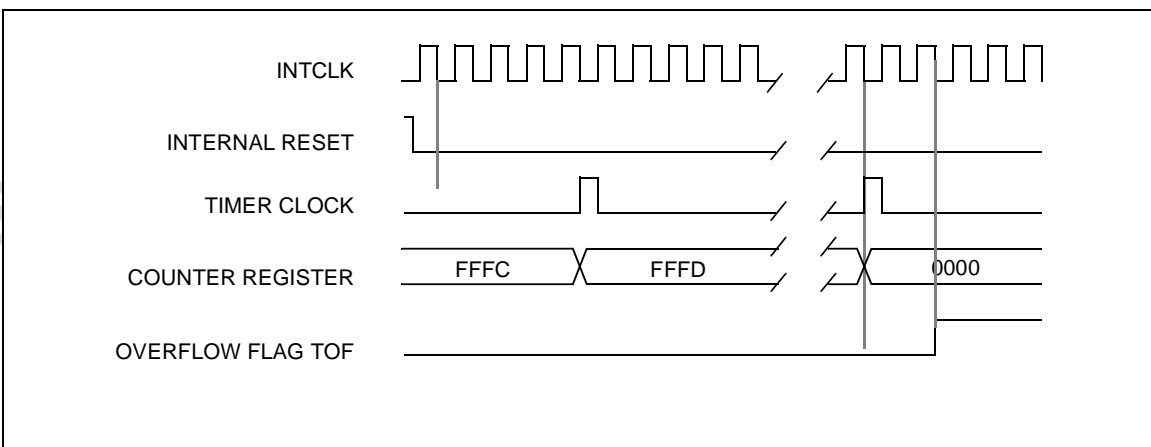 INTCLK
INTERNAL RESET
TIMER CLOCK
COUNTER REGISTER FFFC FFFD 0000
OVERFLOW FLAG TOF